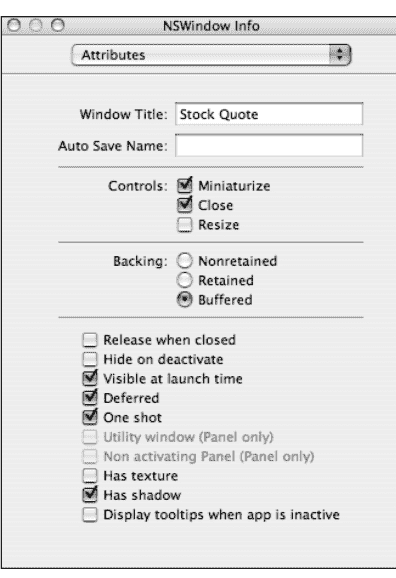 NSWindow Info
Attributes
Window Title: Stock Quote
Auto Save Name:
Controls: Miniaturize
Close
Resize
Backing: Nonretained
Retained
Buffered
Release when closed
Hide on deactivate
Visible at launch time
Deferred
One shot
Utility window (Panel only)
Non activating Panel (Panel only)
Has texture
Has shadow
Display tooltips when app is inactive